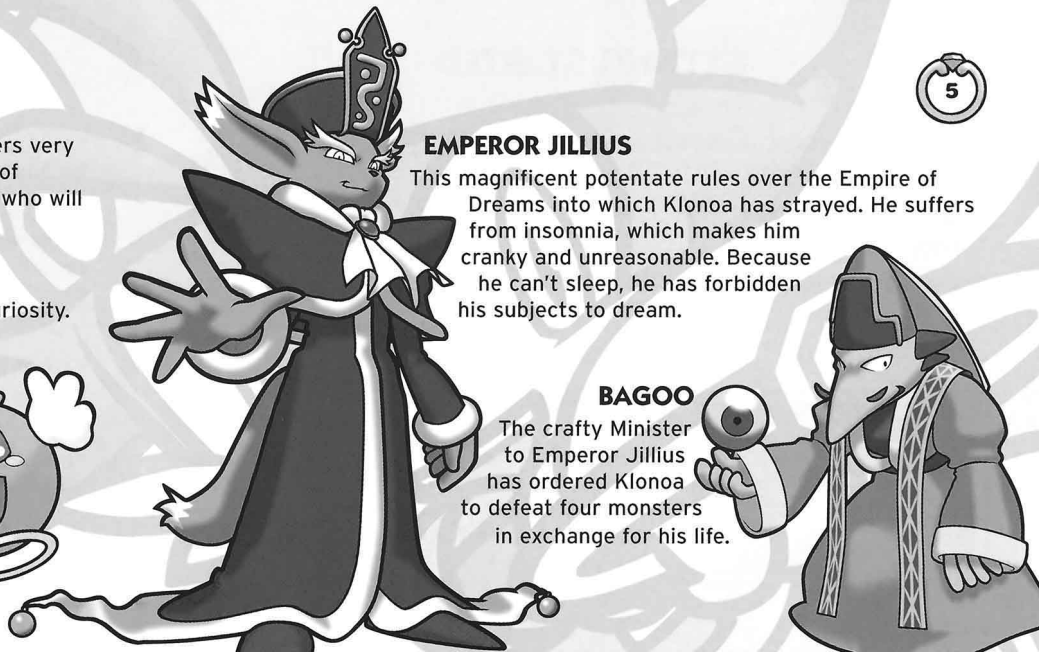 ers very
of
who will
riosity.
5
EMPEROR JILLIUS
This magnificent potentate rules over the Empire of
Dreams into which Klonoa has strayed. He suffers
from insomnia, which makes him
cranky and unreasonable. Because
he can't sleep, he has forbidden
his subjects to dream.
BAGOO
The crafty Minister
to Emperor Jillius
has ordered Klonoa
to defeat four monsters
in exchange for his life.